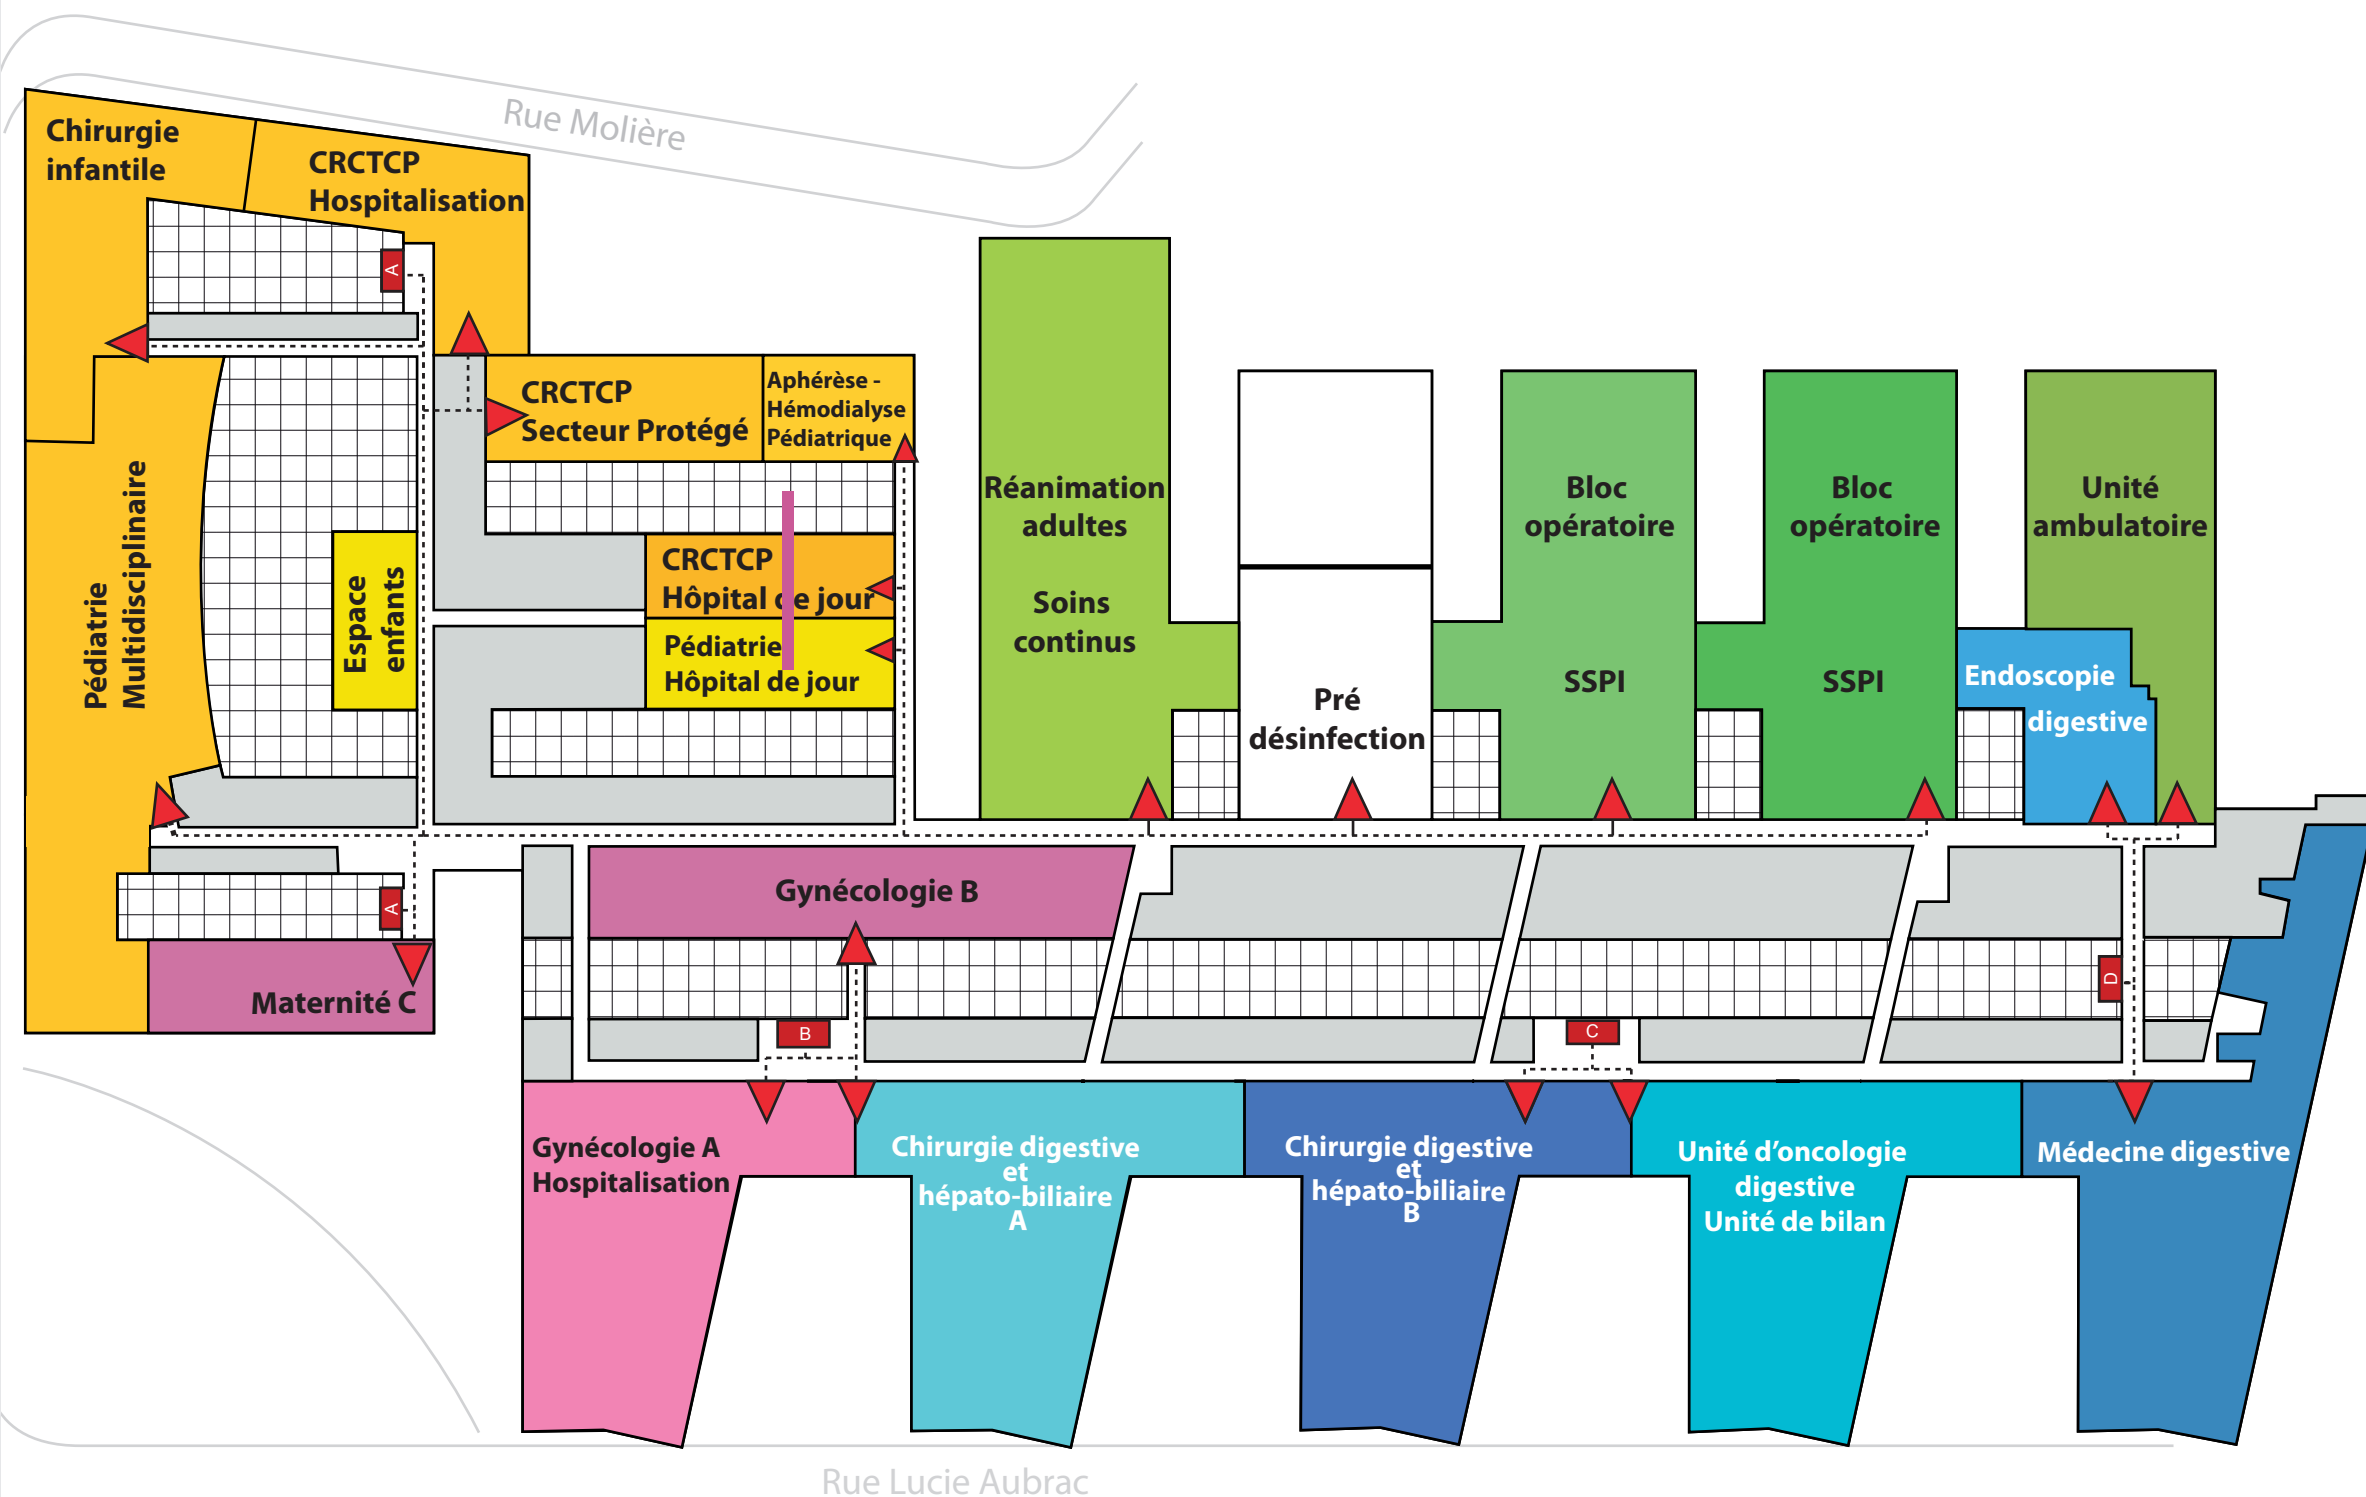 Rue Molière
Chirurgie
infantile
CRCTCP
Hospitalisation
A
CRCTCP
Secteur Protégé
Aphérèse -
Hémodialyse
Pédiatrique
Pédiatrie
Multidisciplinaire
Espace
enfants
CRCTCP
Hôpital de jour
Pédiatrie
Hôpital de jour
Réanimation
adultes
Soins
continus
Pré
désinfection
Bloc
opératoire
SSPI
Bloc
opératoire
SSPI
Unité
ambulatoire
Endoscopie
digestive
A
Maternité C
Gynécologie B
B
C
D
Gynécologie A
Hospitalisation
Chirurgie digestive
et
hépato-biliaire
A
Chirurgie digestive
et
hépato-biliaire
B
Unité d'oncologie
digestive
Unité de bilan
Médecine digestive
Rue Lucie Aubrac